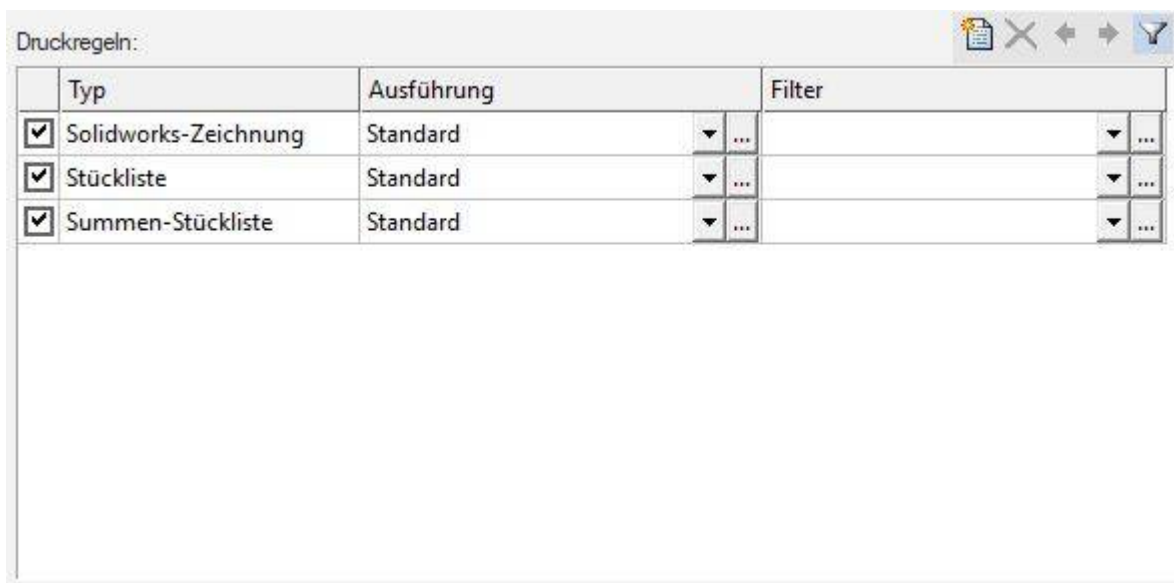 Druckregeln:
Typ Ausführung Filter
Solidworks-Zeichnung Standard ... ...
Stückliste Standard ... ...
Summen-Stückliste Standard ... ...